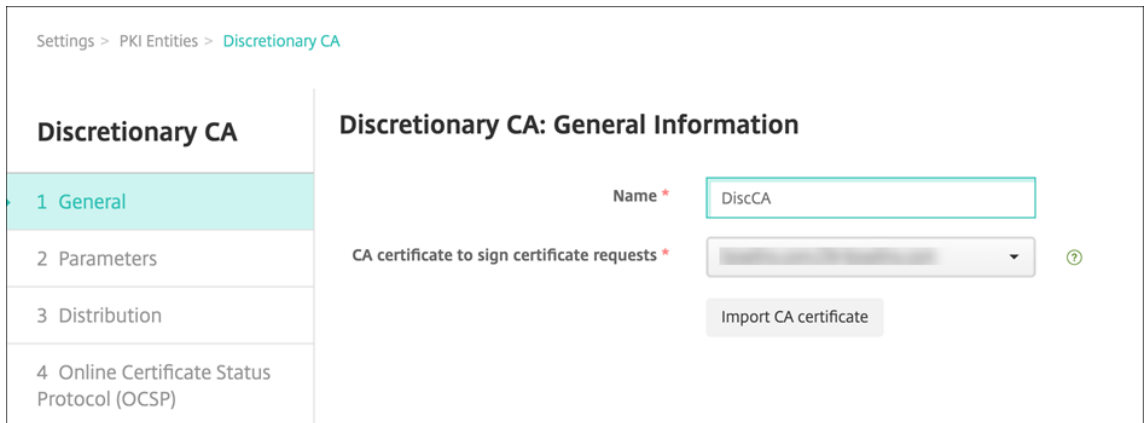 Settings > PKI Entities > Discretionary CA
Discretionary CA
1 General
2 Parameters
3 Distribution
4 Online Certificate Status
Protocol (OCSP)
Discretionary CA: General Information
Name *
DiscCA
CA certificate to sign certificate requests *
?
Import CA certificate